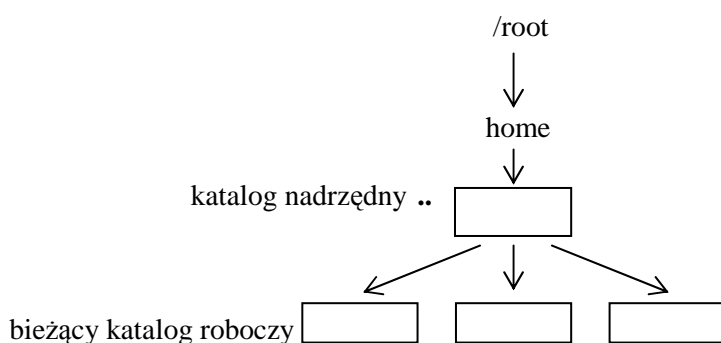 /root
home
katalog nadrzędny ..
bieżący katalog roboczy